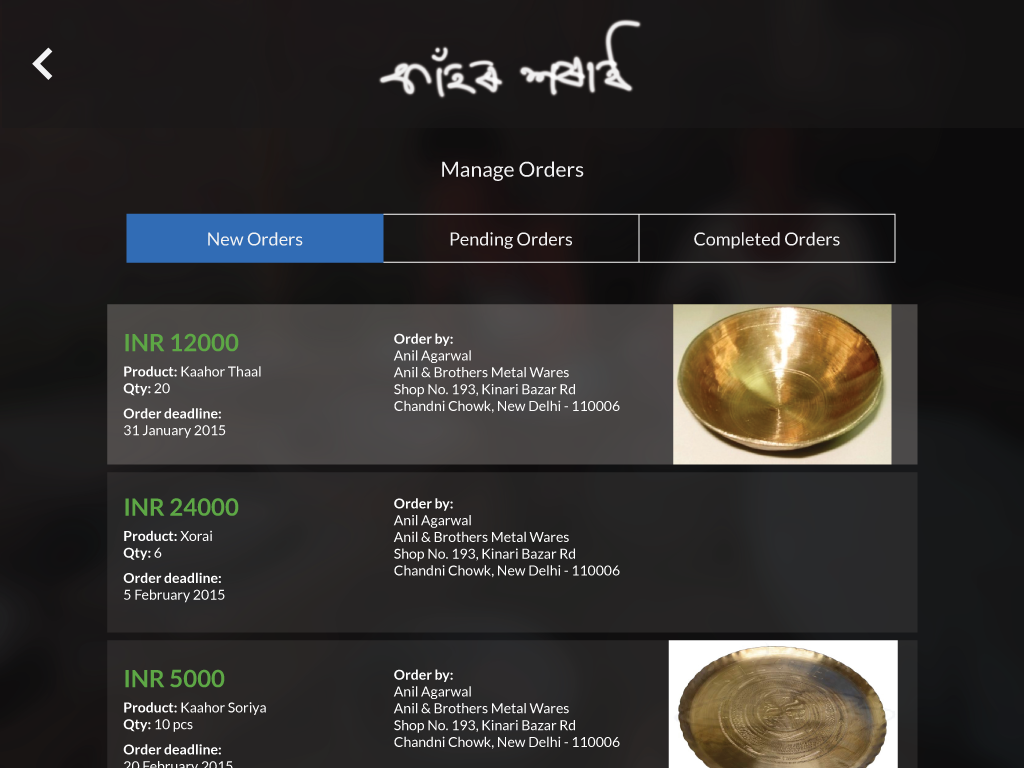 কাঁহৰ শৰাই
Manage Orders
New Orders
Pending Orders
Completed Orders
INR 12000
Product: Kaahor Thaal
Qty: 20
Order deadline:
31 January 2015
Order by:
Anil Agarwal
Anil & Brothers Metal Wares
Shop No. 193, Kinari Bazar Rd
Chandni Chowk, New Delhi - 110006
INR 24000
Product: Xorai
Qty: 6
Order deadline:
5 February 2015
Order by:
Anil Agarwal
Anil & Brothers Metal Wares
Shop No. 193, Kinari Bazar Rd
Chandni Chowk, New Delhi - 110006
INR 5000
Product: Kaahor Soriya
Qty: 10 pcs
Order deadline:
20 February 2015
Order by:
Anil Agarwal
Anil & Brothers Metal Wares
Shop No. 193, Kinari Bazar Rd
Chandni Chowk, New Delhi - 110006